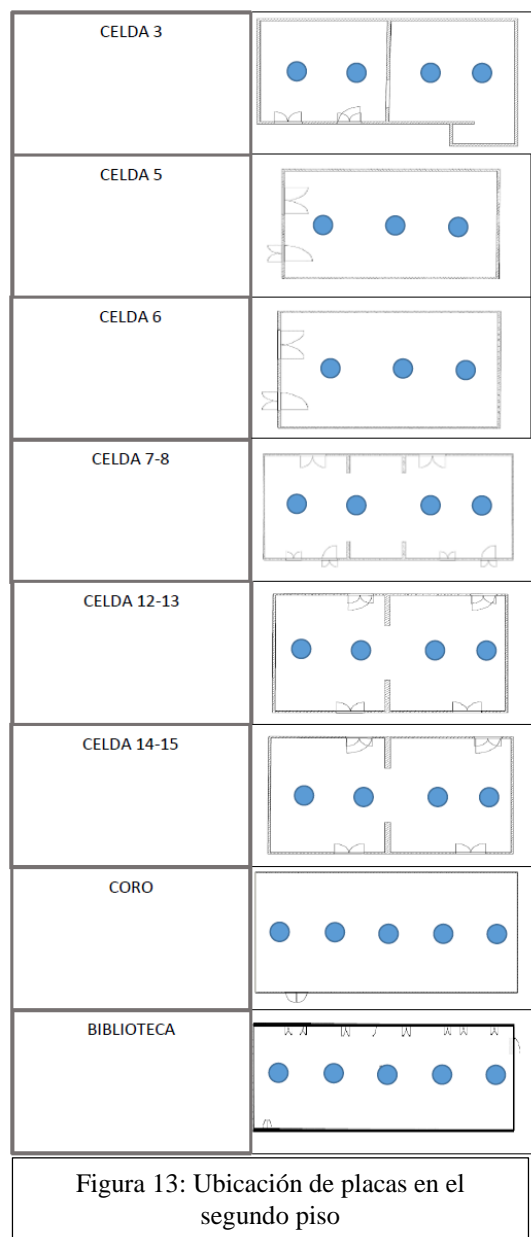 CELDA 3
CELDA 5
CELDA 6
CELDA 7-8
CELDA 12-13
CELDA 14-15
CORO
BIBLIOTECA
Figura 13: Ubicación de placas en el
segundo piso